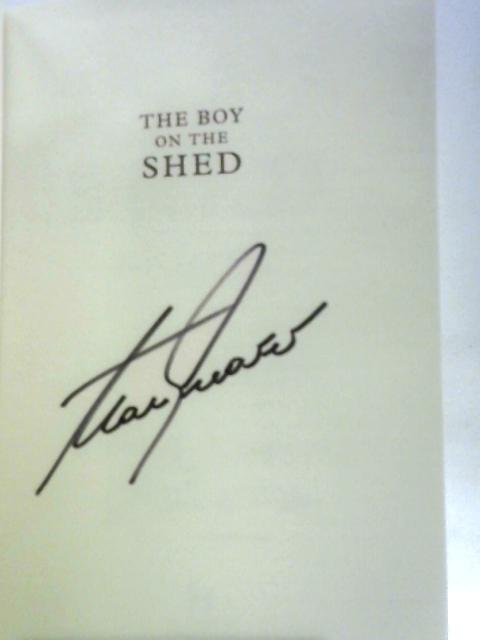 THE BOY
ON THE
SHED